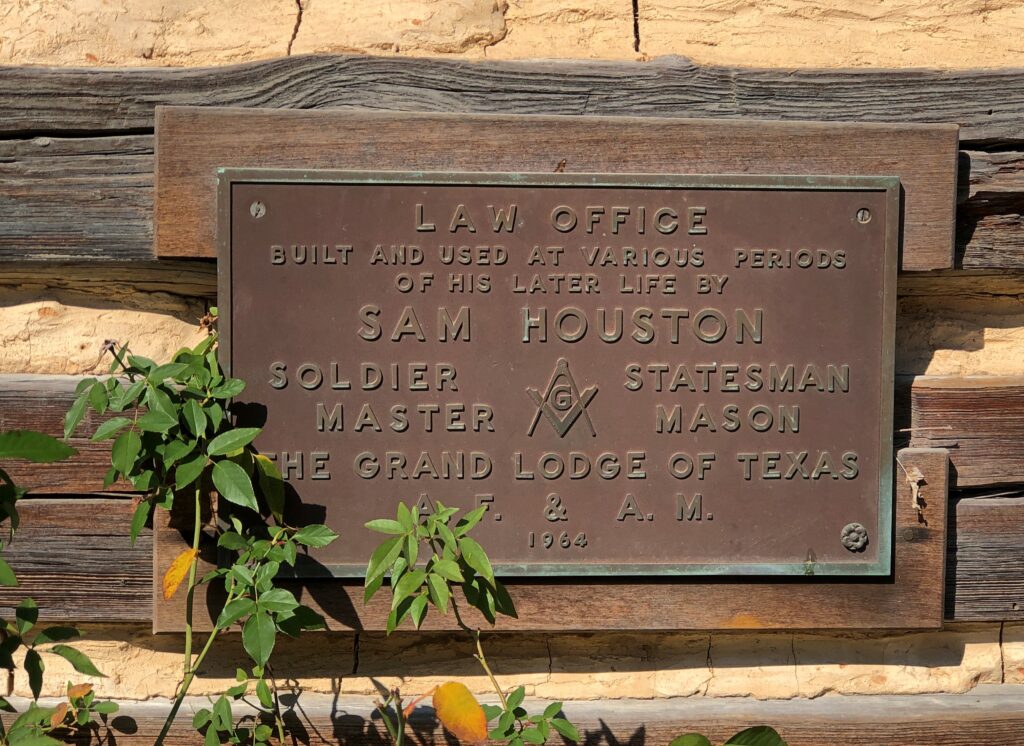 LAW OFFICE
BUILT AND USED AT VARIOUS PERIODS
OF HIS LATER LIFE BY
SAM HOUSTON
SOLDIER G STATESMAN
MASTER MASON
THE GRAND LODGE OF TEXAS
A. F. & A. M.
1964